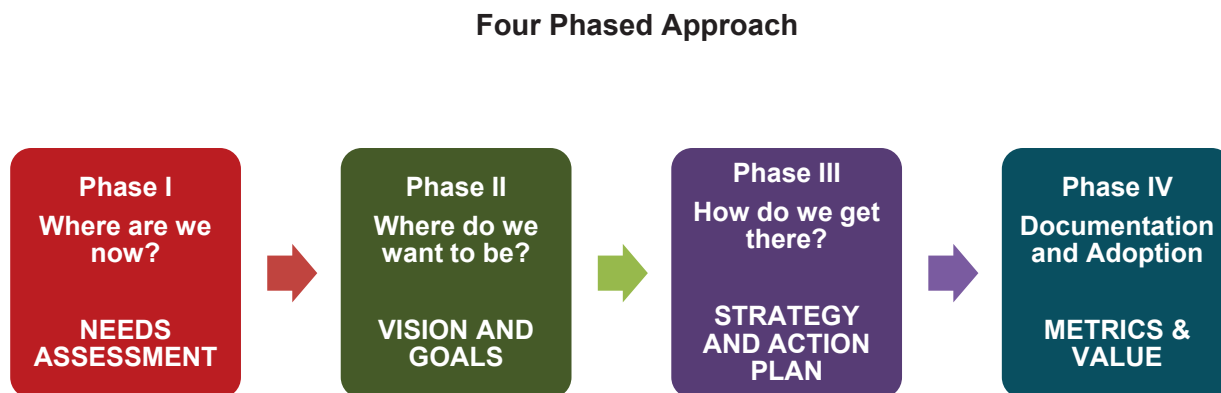 Four Phased Approach
Phase I
Where are we
now?
NEEDS
ASSESSMENT
Phase II
Where do we
want to be?
VISION AND
GOALS
Phase III
How do we get
there?
STRATEGY
AND ACTION
PLAN
Phase IV
Documentation
and Adoption
METRICS &
VALUE